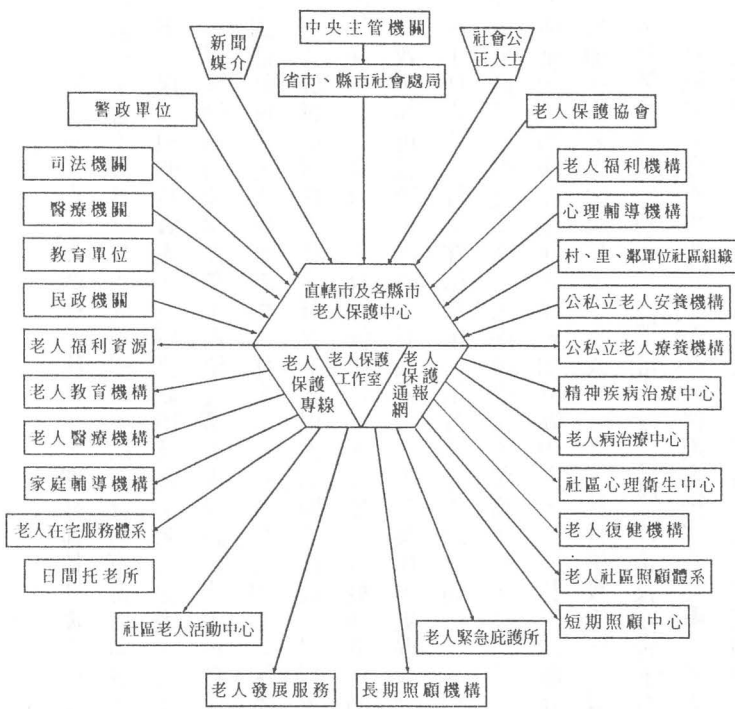 新聞
媒介
中央主管機關
社會公
正人士
省市、縣市社會處局
警政單位
老人保護協會
司法機關
老人福利機構
醫療機關
心理輔導機構
教育單位
村、里、鄰單位社區組織
民政機關
公私立老人安養機構
直轄市及各縣市
老人保護中心
老人福利資源
公私立老人療養機構
老人
保護
專線
老人保護
工作室
老人
保護
通報
網
老人教育機構
精神疾病治療中心
老人醫療機構
老人病治療中心
家庭輔導機構
社區心理衛生中心
老人在宅服務體系
老人復健機構
日間托老所
老人社區照顧體系
短期照顧中心
社區老人活動中心
老人緊急庇護所
老人發展服務
長期照顧機構